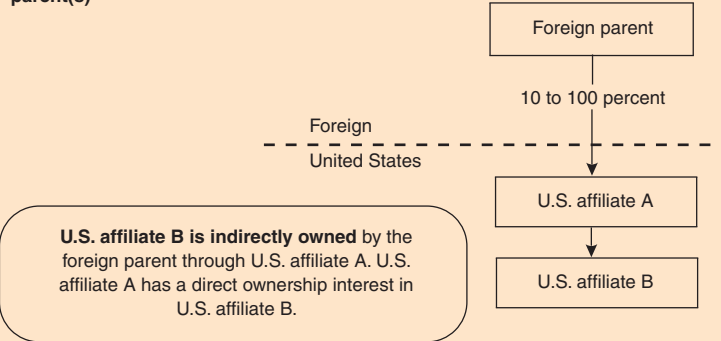 parent(s)
Foreign parent
10 to 100 percent
Foreign
United States
U.S. affiliate A
U.S. affiliate B is indirectly owned by the
foreign parent through U.S. affiliate A. U.S.
affiliate A has a direct ownership interest in
U.S. affiliate B.
U.S. affiliate B